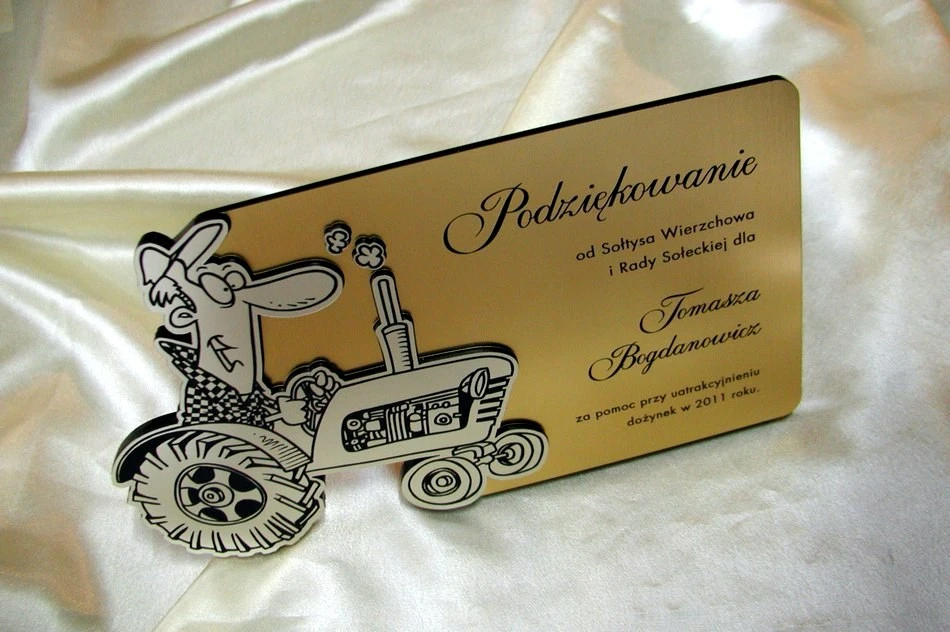 Podziękowanie
od Sołtysa Wierzchowa
i Rady Sołeckiej dla
Tomasza
Bogdanowicz
za pomoc przy uatrakcyjnieniu
dożynek w 2011 roku.